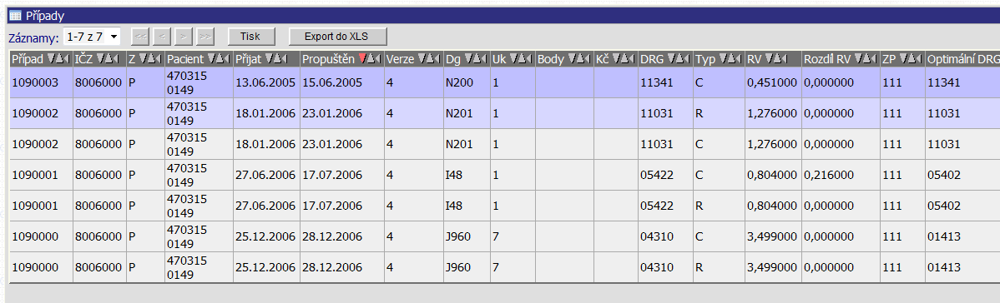 Případy
Záznamy: 1-7 z 7 << < > >> Tisk Export do XLS
Případ IČZ Z Pacient Přijat Propuštěn Verze Dg Uk Body Kč DRG Typ RV Rozdíl RV ZP Optimální DRG
1090003 8006000 P 470315 0149 13.06.2005 15.06.2005 4 N200 1 11341 C 0,451000 0,000000 111 11341
1090002 8006000 P 470315 0149 18.01.2006 23.01.2006 4 N201 1 11031 R 1,276000 0,000000 111 11031
1090002 8006000 P 470315 0149 18.01.2006 23.01.2006 4 N201 1 11031 C 1,276000 0,000000 111 11031
1090001 8006000 P 470315 0149 27.06.2006 17.07.2006 4 I48 1 05422 C 0,804000 0,216000 111 05402
1090001 8006000 P 470315 0149 27.06.2006 17.07.2006 4 I48 1 05422 R 0,804000 0,000000 111 05402
1090000 8006000 P 470315 0149 25.12.2006 28.12.2006 4 J960 7 04310 C 3,499000 0,000000 111 01413
1090000 8006000 P 470315 0149 25.12.2006 28.12.2006 4 J960 7 04310 R 3,499000 0,000000 111 01413